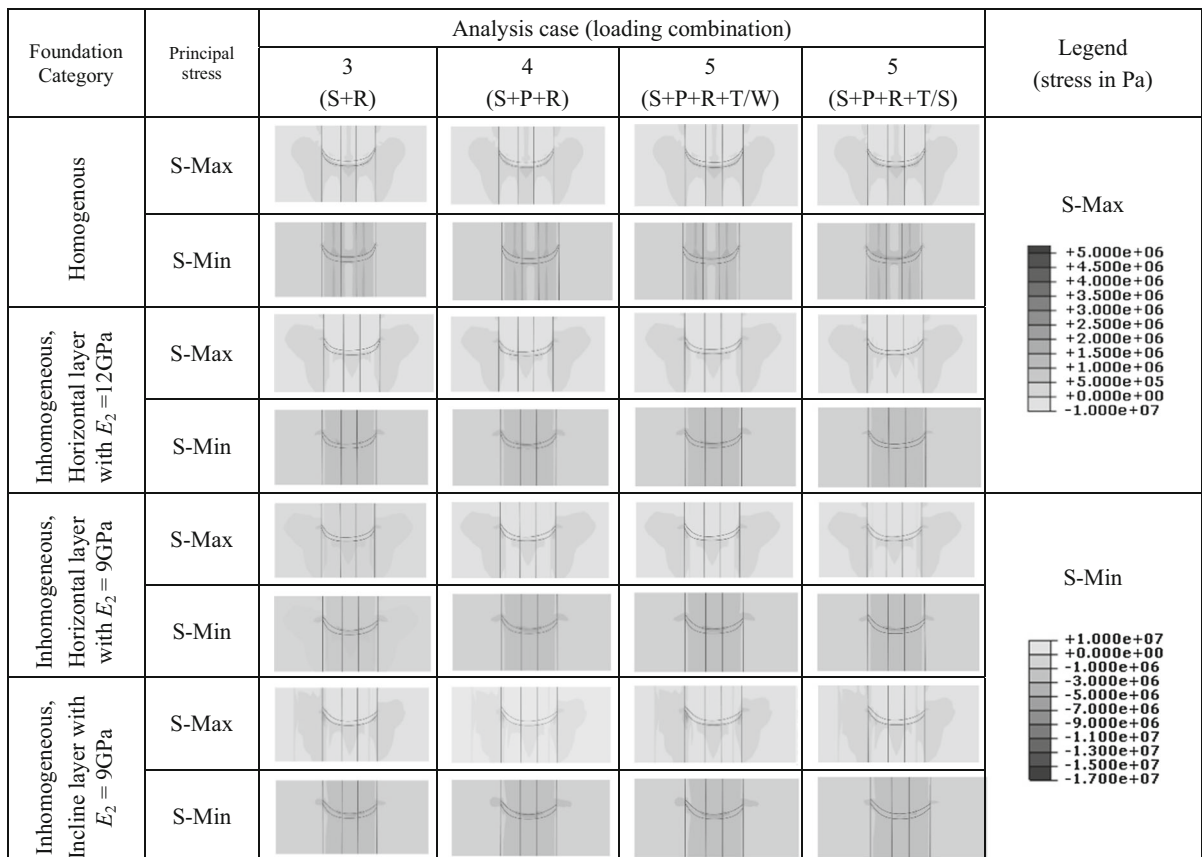 Foundation
Category
Principal
stress
Analysis case (loading combination)
3
(S+R)
4
(S+P+R)
5
(S+P+R+T/W)
5
(S+P+R+T/S)
Legend
(stress in Pa)
Homogenous
S-Max
S-Min
Inhomogeneous,
Horizontal layer
with E₂ =12GPa
S-Max
S-Min
Inhomogeneous,
Horizontal layer
with E₂ = 9GPa
S-Max
S-Min
Inhomogeneous,
Incline layer with
E₂ = 9GPa
S-Max
S-Min
S-Max
+5.000e+06
+4.500e+06
+4.000e+06
+3.500e+06
+3.000e+06
+2.500e+06
+2.000e+06
+1.500e+06
+1.000e+06
+5.000e+05
+0.000e+00
-1.000e+07
S-Min
+1.000e+07
+0.000e+00
-1.000e+06
-3.000e+06
-5.000e+06
-7.000e+06
-9.000e+06
-1.100e+07
-1.300e+07
-1.500e+07
-1.700e+07